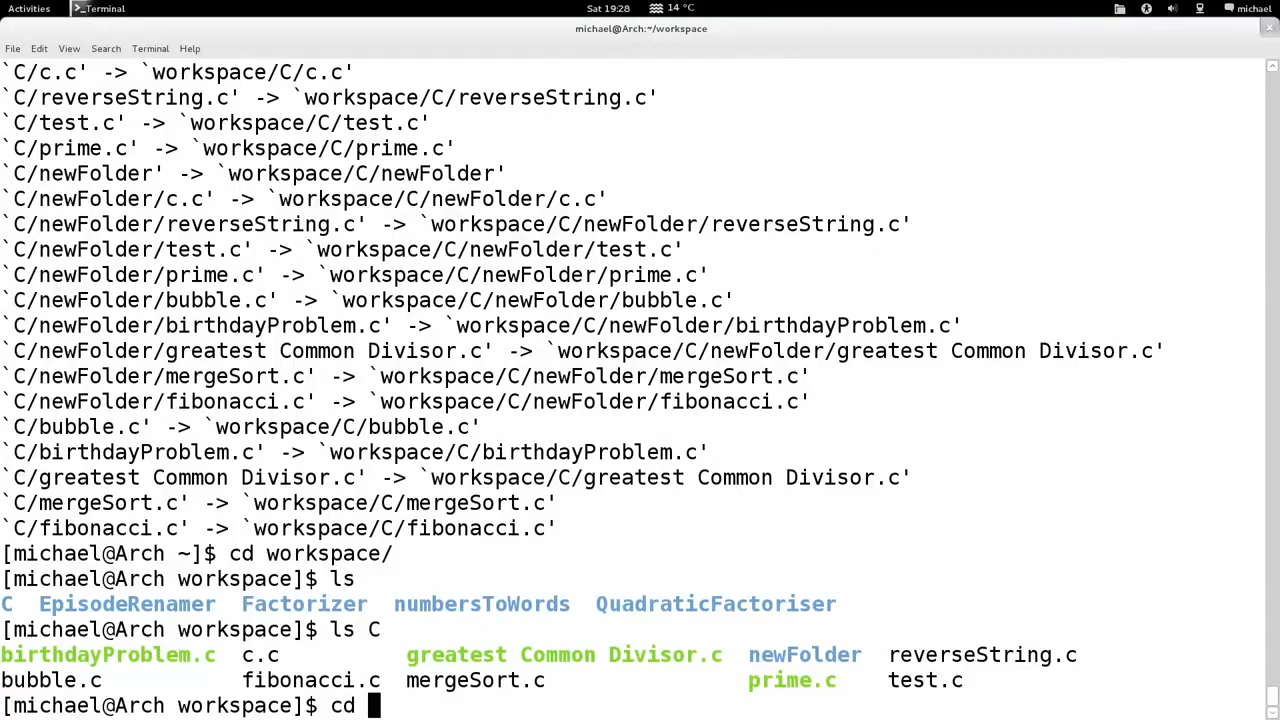 Activities Terminal Sat 19:28 14 °C michael
michael@Arch:~/workspace
File Edit View Search Terminal Help
`C/c.c' -> `workspace/C/c.c'
`C/reverseString.c' -> `workspace/C/reverseString.c'
`C/test.c' -> `workspace/C/test.c'
`C/prime.c' -> `workspace/C/prime.c'
`C/newFolder' -> `workspace/C/newFolder'
`C/newFolder/c.c' -> `workspace/C/newFolder/c.c'
`C/newFolder/reverseString.c' -> `workspace/C/newFolder/reverseString.c'
`C/newFolder/test.c' -> `workspace/C/newFolder/test.c'
`C/newFolder/prime.c' -> `workspace/C/newFolder/prime.c'
`C/newFolder/bubble.c' -> `workspace/C/newFolder/bubble.c'
`C/newFolder/birthdayProblem.c' -> `workspace/C/newFolder/birthdayProblem.c'
`C/newFolder/greatest Common Divisor.c' -> `workspace/C/newFolder/greatest Common Divisor.c'
`C/newFolder/mergeSort.c' -> `workspace/C/newFolder/mergeSort.c'
`C/newFolder/fibonacci.c' -> `workspace/C/newFolder/fibonacci.c'
`C/bubble.c' -> `workspace/C/bubble.c'
`C/birthdayProblem.c' -> `workspace/C/birthdayProblem.c'
`C/greatest Common Divisor.c' -> `workspace/C/greatest Common Divisor.c'
`C/mergeSort.c' -> `workspace/C/mergeSort.c'
`C/fibonacci.c' -> `workspace/C/fibonacci.c'
[michael@Arch ~]$ cd workspace/
[michael@Arch workspace]$ ls
C EpisodeRenamer Factorizer numbersToWords QuadraticFactoriser
[michael@Arch workspace]$ ls C
birthdayProblem.c c.c greatest Common Divisor.c newFolder reverseString.c
bubble.c fibonacci.c mergeSort.c prime.c test.c
[michael@Arch workspace]$ cd